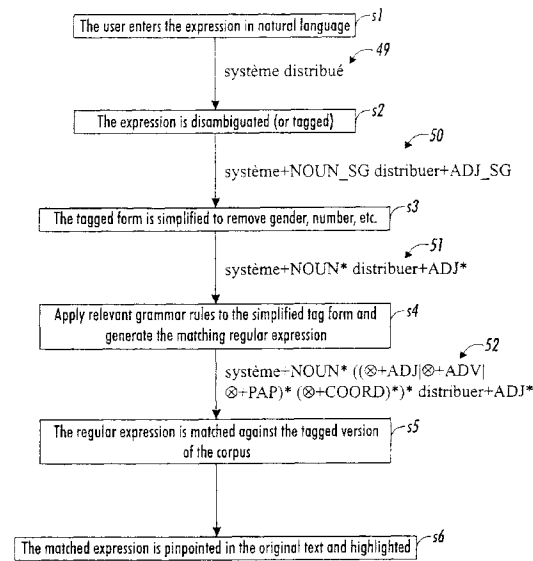 The user enters the expression in natural language
s1
49
système distribué
The expression is disambiguated (or tagged)
s2
50
système+NOUN_SG distribuer+ADJ_SG
The tagged form is simplified to remove gender, number, etc.
s3
51
système+NOUN* distribuer+ADJ*
Apply relevant grammar rules to the simplified tag form and
generate the matching regular expression
s4
52
système+NOUN* ((⊗+ADJ|⊗+ADV|
⊗+PAP)* (⊗+COORD)*)* distribuer+ADJ*
The regular expression is matched against the tagged version
of the corpus
s5
The matched expression is pinpointed in the original text and highlighted
s6